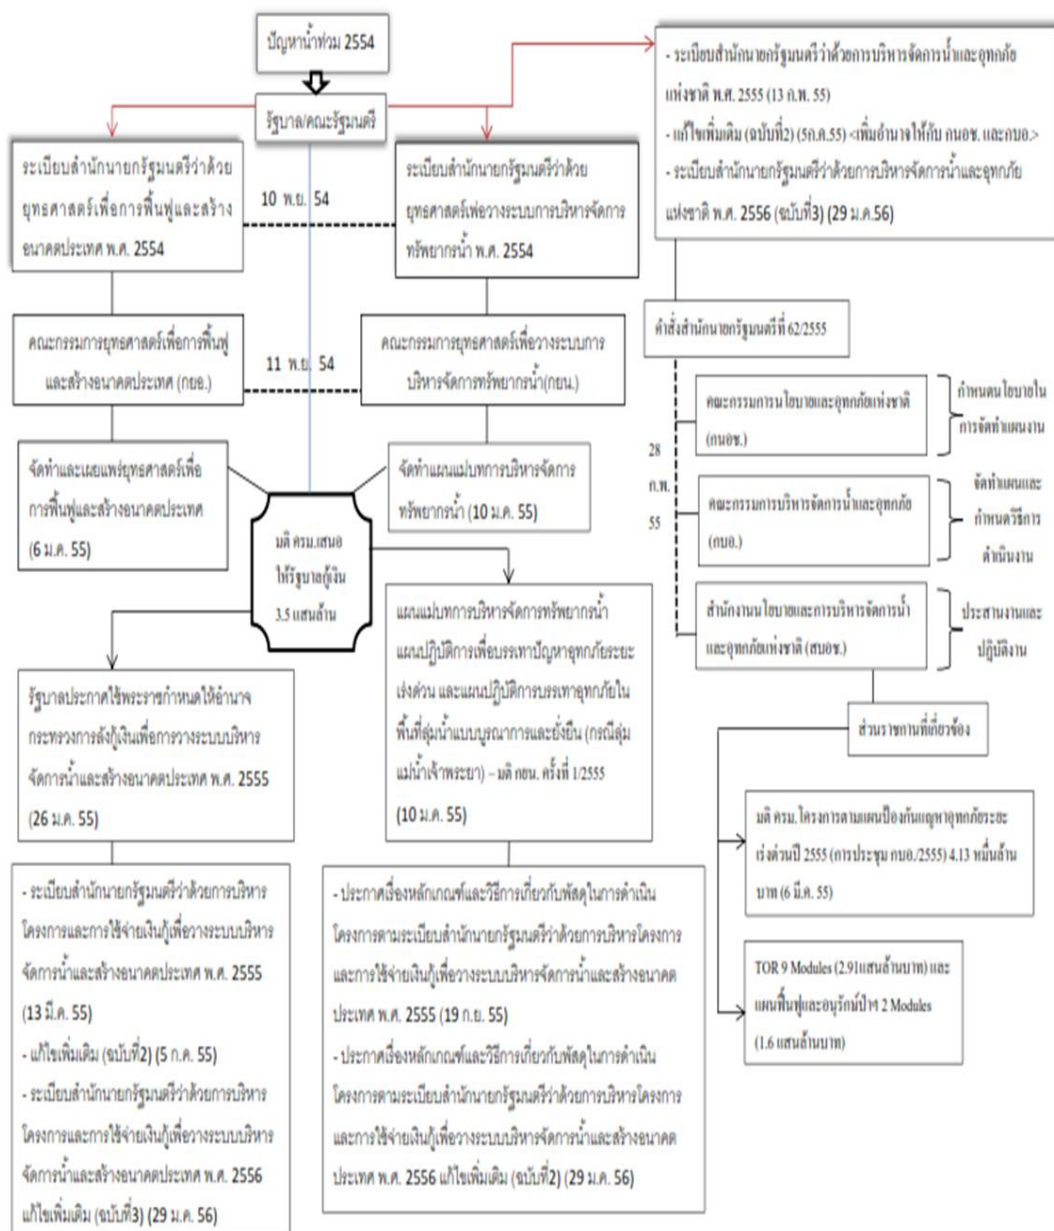 ปัญหาน้ำท่วม 2554
รัฐบาล/คณะรัฐมนตรี
ระเบียบสำนักนายกรัฐมนตรีว่าด้วย
ยุทธศาสตร์เพื่อการฟื้นฟูและสร้าง
อนาคตประเทศ พ.ศ. 2554
10 พ.ย. 54
ระเบียบสำนักนายกรัฐมนตรีว่าด้วย
ยุทธศาสตร์เพ่อวางระบบการบริหารจัดการ
ทรัพยากรน้ำ พ.ศ. 2554
คณะกรรมการยุทธศาสตร์เพื่อการฟื้นฟู
และสร้างอนาคตประเทศ (กยอ.)
11 พ.ย. 54
คณะกรรมการยุทธศาสตร์เพื่อวางระบบการ
บริหารจัดการทรัพยากรน้ำ(กยน.)
จัดทำและเผยแพร่ยุทธศาสตร์เพื่อ
การฟื้นฟูและสร้างอนาคตประเทศ
(6 ม.ค. 55)
จัดทำแผนแม่บทการบริหารจัดการ
ทรัพยากรน้ำ (10 ม.ค. 55)
มติ ครม.เสนอ
ให้รัฐบาลกู้เงิน
3.5 แสนล้าน
รัฐบาลประกาศใช้พระราชกำหนดให้อำนาจ
กระทรวงการลังกู้เงินเพื่อการวางระบบบริหาร
จัดการน้ำและสร้างอนาคตประเทศ พ.ศ. 2555
(26 ม.ค. 55)
แผนแม่บทการบริหารจัดการทรัพยากรน้ำ
แผนปฏิบัติการเพื่อบรรเทาปัญหาอุทกภัยระยะ
เร่งด่วน และแผนปฏิบัติการบรรเทาอุทกภัยใน
พื้นที่ลุ่มน้ำแบบบูรณาการและยั่งยืน (กรณีลุ่ม
แม่น้ำเจ้าพระยา) – มติ กยน. ครั้งที่ 1/2555
(10 ม.ค. 55)
- ระเบียบสำนักนายกรัฐมนตรีว่าด้วยการบริหาร
โครงการและการใช้จ่ายเงินกู้เพื่อวางระบบบริหาร
จัดการน้ำและสร้างอนาคตประเทศ พ.ศ. 2555
(13 มี.ค. 55)
- แก้ไขเพิ่มเติม (ฉบับที่2) (5 ก.ค. 55)
- ระเบียบสำนักนายกรัฐมนตรีว่าด้วยการบริหาร
โครงการและการใช้จ่ายเงินกู้เพื่อวางระบบบริหาร
จัดการน้ำและสร้างอนาคตประเทศ พ.ศ. 2556
แก้ไขเพิ่มเติม (ฉบับที่3) (29 ม.ค. 56)
- ประกาศเรื่องหลักเกณฑ์และวิธีการเกี่ยวกับพัสดุในการดำเนิน
โครงการตามระเบียบสำนักนายกรัฐมนตรีว่าด้วยการบริหารโครงการ
และการใช้จ่ายเงินกู้เพื่อวางระบบบริหารจัดการน้ำและสร้างอนาคต
ประเทศ พ.ศ. 2555 (19 ก.ย. 55)
- ประกาศเรื่องหลักเกณฑ์และวิธีการเกี่ยวกับพัสดุในการดำเนิน
โครงการตามระเบียบสำนักนายกรัฐมนตรีว่าด้วยการบริหารโครงการ
และการใช้จ่ายเงินกู้เพื่อวางระบบบริหารจัดการน้ำและสร้างอนาคต
ประเทศ พ.ศ. 2556 แก้ไขเพิ่มเติม (ฉบับที่2) (29 ม.ค. 56)
- ระเบียบสำนักนายกรัฐมนตรีว่าด้วยการบริหารจัดการน้ำและอุทกภัย
แห่งชาติ พ.ศ. 2555 (13 ก.พ. 55)
- แก้ไขเพิ่มเติม (ฉบับที่2) (5ก.ค.55) <เพิ่มอำนาจให้กับ กนอช. และกบอ.>
- ระเบียบสำนักนายกรัฐมนตรีว่าด้วยการบริหารจัดการน้ำและอุทกภัย
แห่งชาติ พ.ศ. 2556 (ฉบับที่3) (29 ม.ค.56)
คำสั่งสำนักนายกรัฐมตรีที่ 62/2555
28
ก.พ.
55
คณะกรรมการนโยบายและอุทกภัยแห่งชาติ
(กนอช.)
กำหนดนโยบายใน
การจัดทำแผนงาน
คณะกรรมการบริหารจัดการน้ำและอุทกภัย
(กบอ.)
จัดทำแผนและ
กำหนดวิธีการ
ดำเนินงาน
สำนักงานนโยบายและการบริหารจัดการน้ำ
และอุทกภัยแห่งชาติ (สบอช.)
ประสานงานและ
ปฏิบัติงาน
ส่วนราชการที่เกี่ยวข้อง
มติ ครม. โครงการตามแผนป้องกันแญหาอุทกภัยระยะ
เร่งด่วนปี 2555 (การประชุม กบอ./2555) 4.13 หมื่นล้าน
บาท (6 มี.ค. 55)
TOR 9 Modules (2.91แสนล้านบาท) และ
แผนฟื้นฟูและอนุรักษ์ป่าฯ 2 Modules
(1.6 แสนล้านบาท)